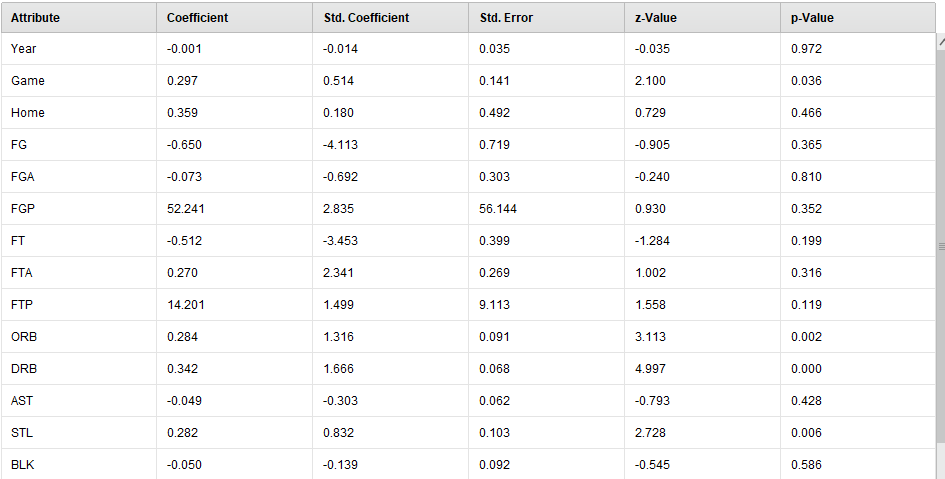 Attribute Coefficient Std. Coefficient Std. Error z-Value p-Value
Year -0.001 -0.014 0.035 -0.035 0.972
Game 0.297 0.514 0.141 2.100 0.036
Home 0.359 0.180 0.492 0.729 0.466
FG -0.650 -4.113 0.719 -0.905 0.365
FGA -0.073 -0.692 0.303 -0.240 0.810
FGP 52.241 2.835 56.144 0.930 0.352
FT -0.512 -3.453 0.399 -1.284 0.199
FTA 0.270 2.341 0.269 1.002 0.316
FTP 14.201 1.499 9.113 1.558 0.119
ORB 0.284 1.316 0.091 3.113 0.002
DRB 0.342 1.666 0.068 4.997 0.000
AST -0.049 -0.303 0.062 -0.793 0.428
STL 0.282 0.832 0.103 2.728 0.006
BLK -0.050 -0.139 0.092 -0.545 0.586